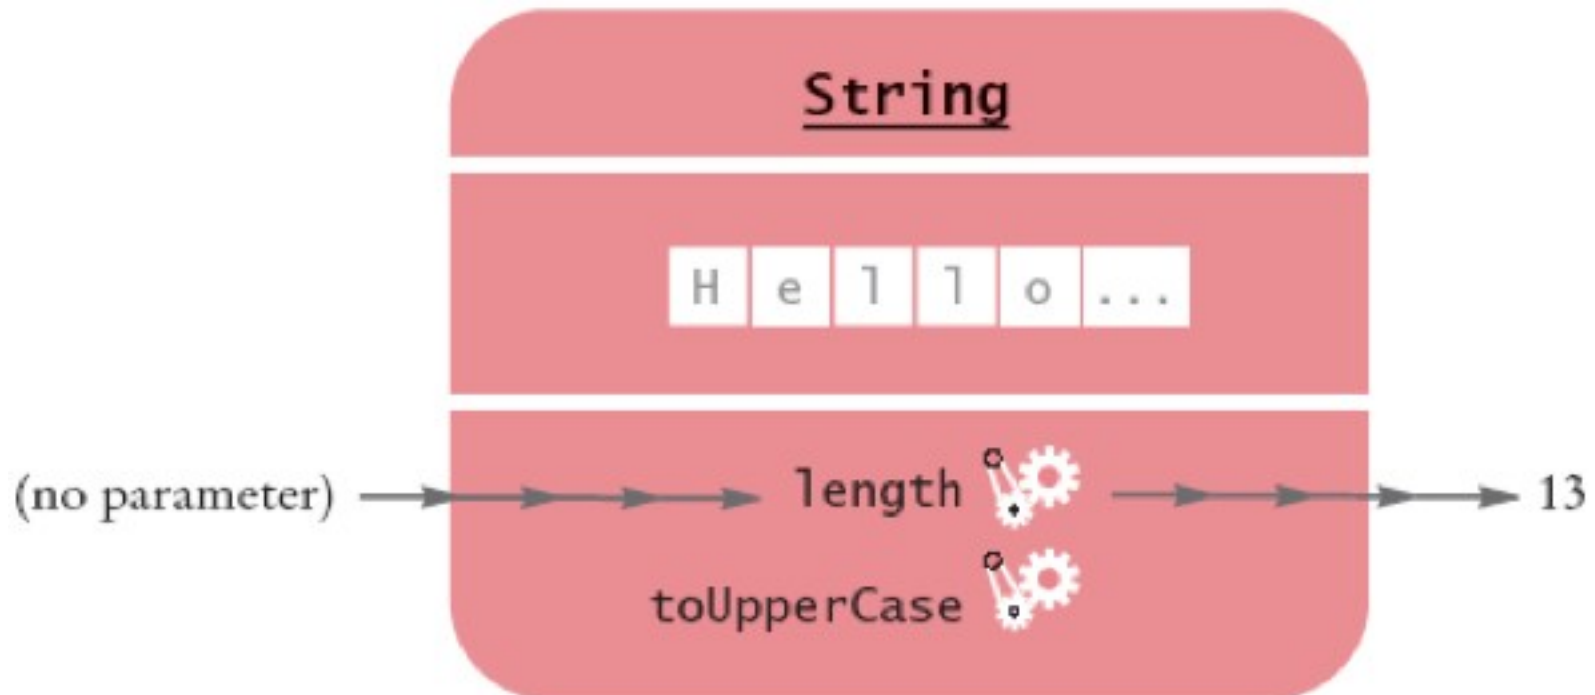 String
H e l l o ...
(no parameter) length 13
toUpperCase